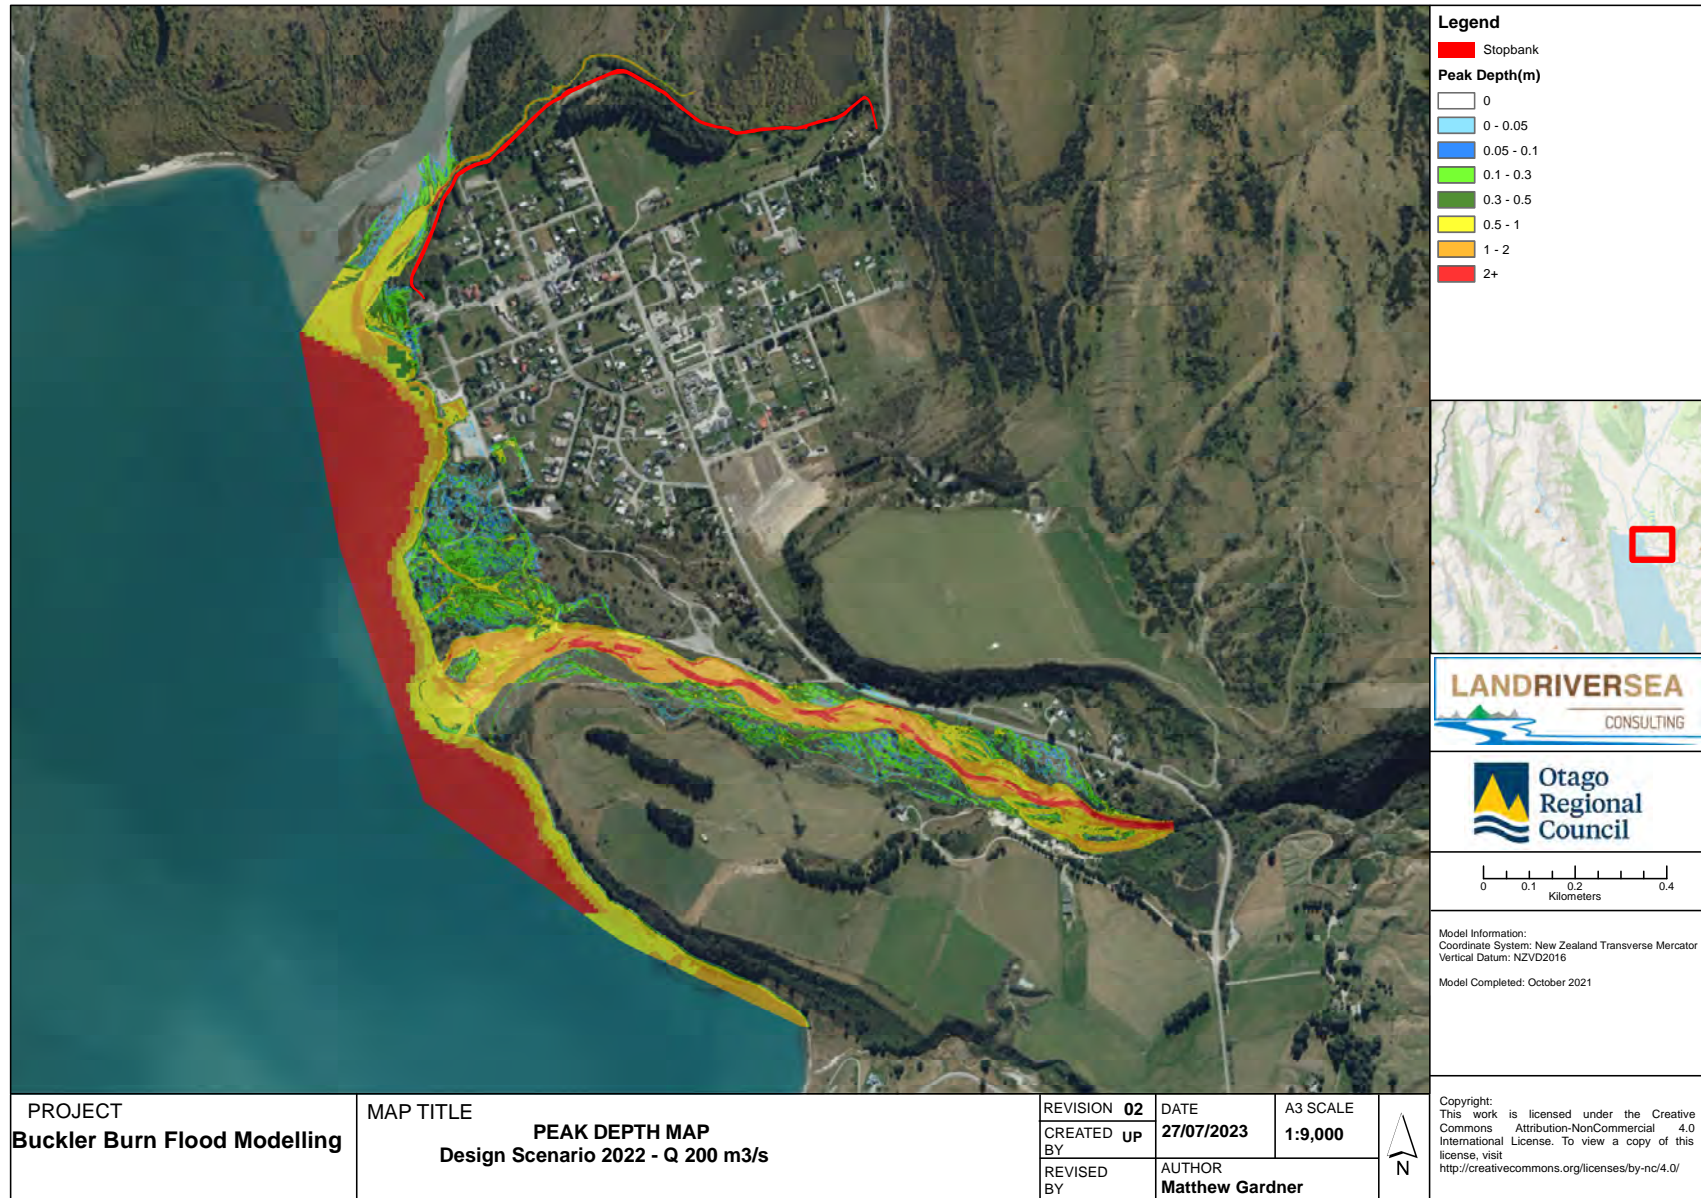 Legend
Stopbank
Peak Depth(m)
0
0 - 0.05
0.05 - 0.1
0.1 - 0.3
0.3 - 0.5
0.5 - 1
1 - 2
2+
LANDRIVERSEA
CONSULTING
Otago
Regional
Council
0 0.1 0.2 0.4
Kilometers
Model Information:
Coordinate System: New Zealand Transverse Mercator
Vertical Datum: NZVD2016
Model Completed: October 2021
Copyright:
This work is licensed under the Creative
Commons Attribution-NonCommercial 4.0
International License. To view a copy of this
license, visit
http://creativecommons.org/licenses/by-nc/4.0/
PROJECT
Buckler Burn Flood Modelling
MAP TITLE
PEAK DEPTH MAP
Design Scenario 2022 - Q 200 m3/s
REVISION 02
CREATED BY UP
REVISED BY
DATE
27/07/2023
AUTHOR
Matthew Gardner
A3 SCALE
1:9,000
N